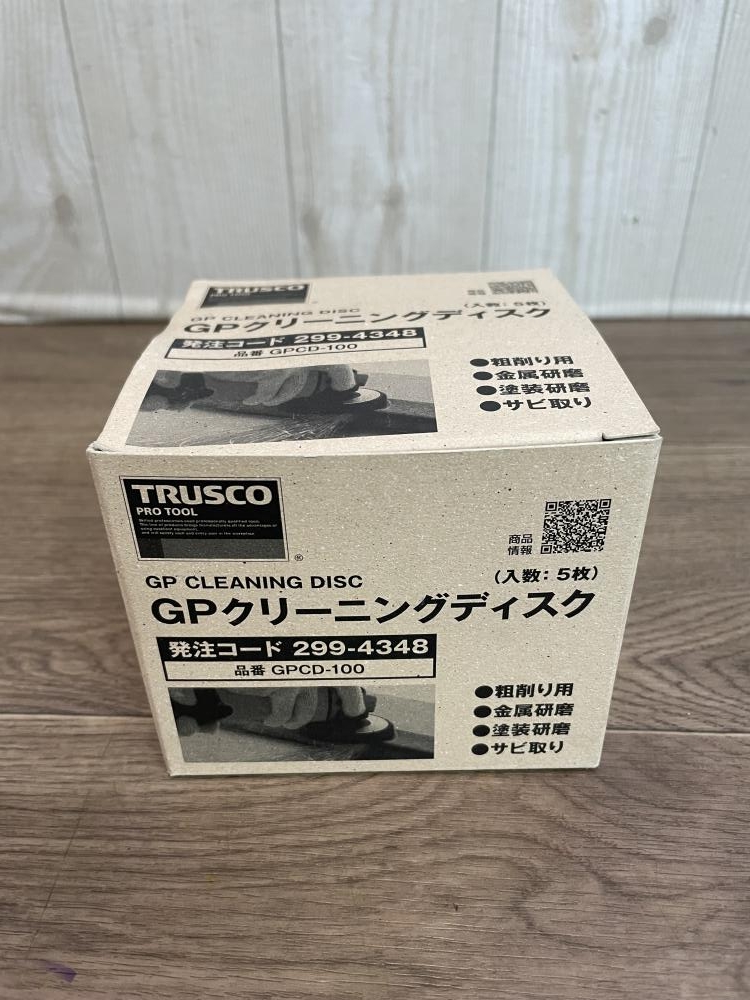 TRUSCO
(入数: 5枚)
GP CLEANING DISC
GPクリーニングディスク
発注コード 299-4348
品番 GPCD-100
●粗削り用
●金属研磨
●塗装研磨
●サビ取り
TRUSCO
PRO TOOL
®
商品
情報
GP CLEANING DISC
(入数: 5枚)
GPクリーニングディスク
発注コード 299-4348
品番 GPCD-100
●粗削り用
●金属研磨
●塗装研磨
●サビ取り